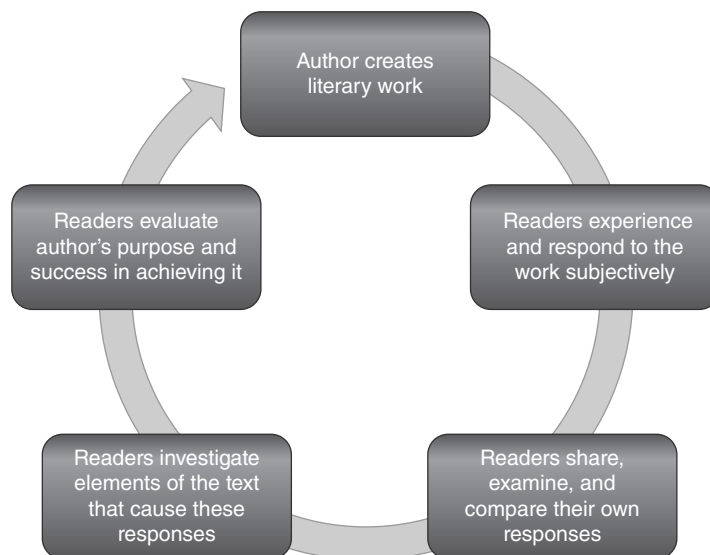 Author creates
literary work
Readers experience
and respond to the
work subjectively
Readers share,
examine, and
compare their own
responses
Readers investigate
elements of the text
that cause these
responses
Readers evaluate
author's purpose and
success in achieving it